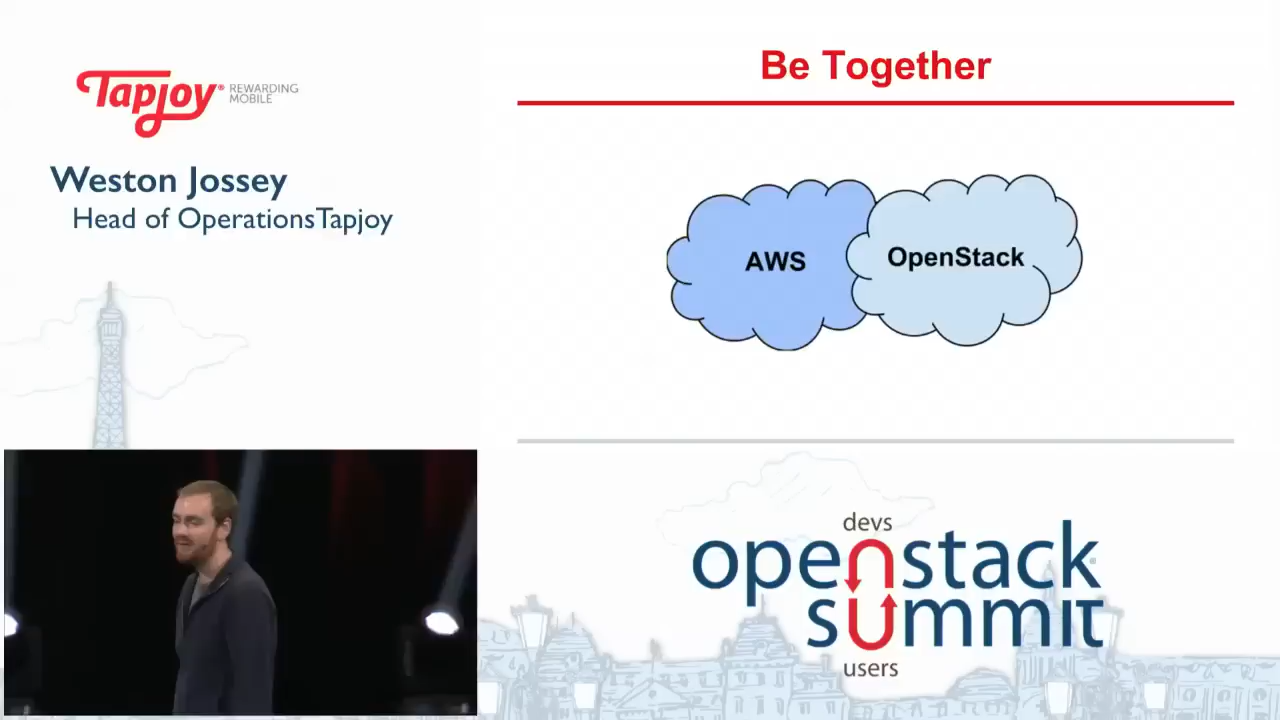 Tapjoy® REWARDING
MOBILE
Weston Jossey
Head of OperationsTapjoy
Be Together
AWS
OpenStack
devs
openstack®
summit
users